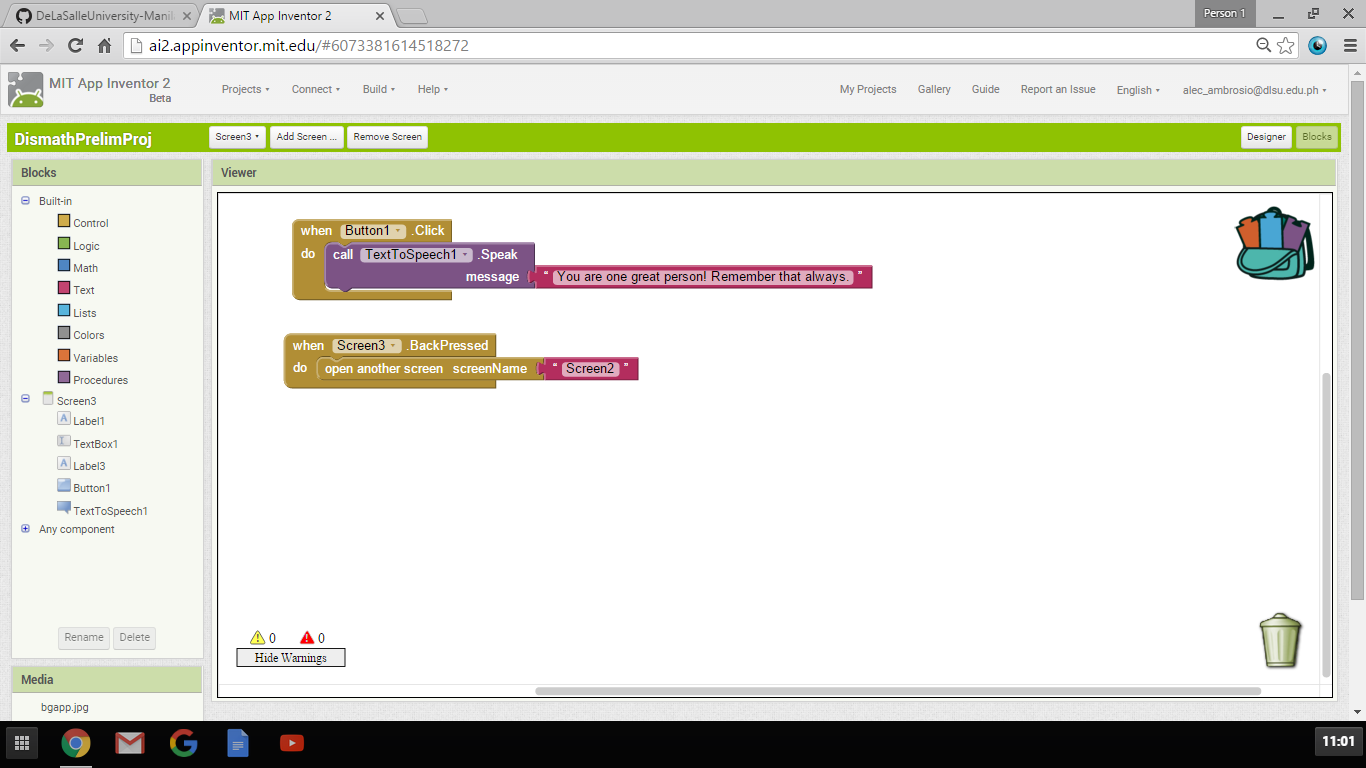 DeLaSalleUniversity-Manil
MIT App Inventor 2
Person 1
ai2.appinventor.mit.edu/#6073381614518272
MIT App Inventor 2
Beta
Projects
Connect
Build
Help
My Projects
Gallery
Guide
Report an Issue
English
alec_ambrosio@dlsu.edu.ph
DismathPrelimProj
Screen3
Add Screen ...
Remove Screen
Designer
Blocks
Blocks
Built-in
Control
Logic
Math
Text
Lists
Colors
Variables
Procedures
Screen3
Label1
TextBox1
Label3
Button1
TextToSpeech1
Any component
Rename
Delete
Media
bgapp.jpg
Viewer
when Button1 .Click
do call TextToSpeech1 .Speak
message “ You are one great person! Remember that always. ”
when Screen3 .BackPressed
do open another screen screenName “ Screen2 ”
0 0
Hide Warnings
11:01